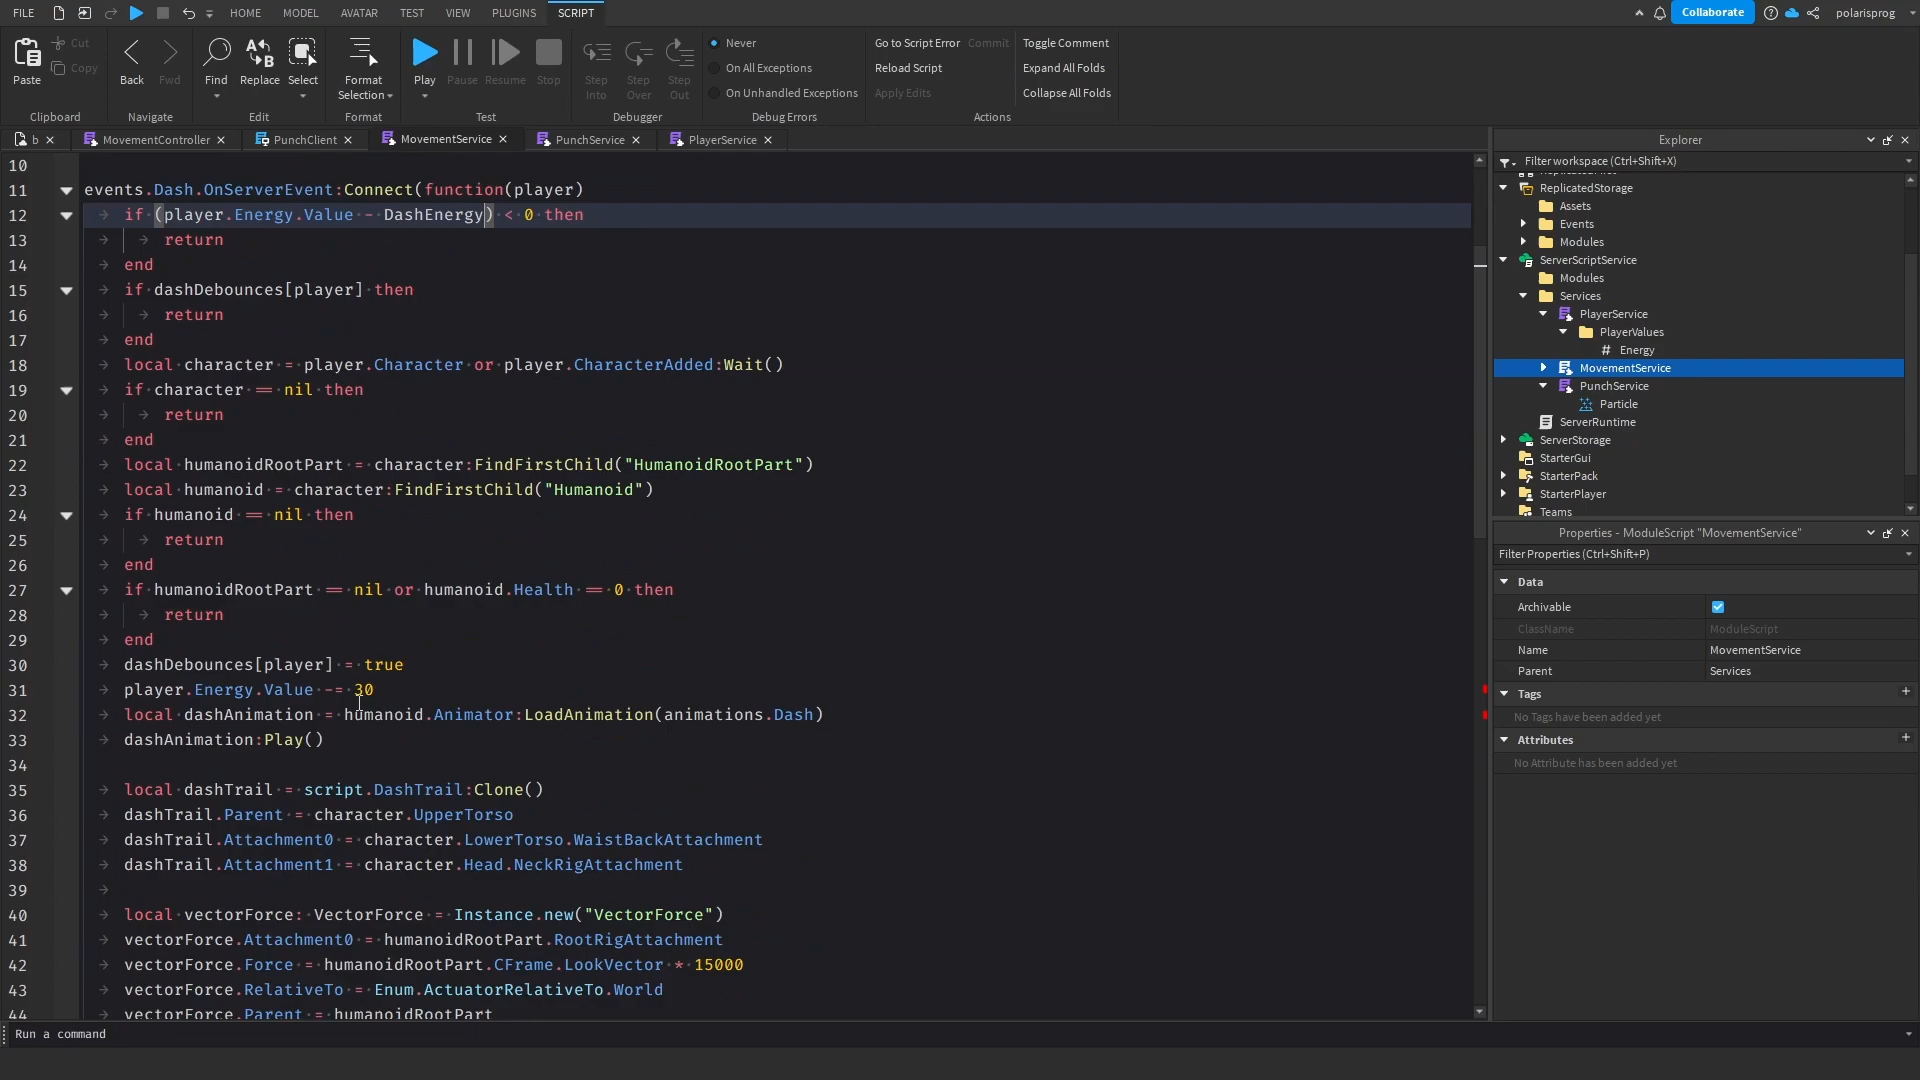 FILE HOME MODEL AVATAR TEST VIEW PLUGINS SCRIPT Collaborate polarisprog
Paste Cut Copy Back Fwd Find Replace Select Format Selection Play Pause Resume Stop Step Into Step Over Step Out
Never
On All Exceptions
On Unhandled Exceptions
Go to Script Error Commit
Reload Script
Apply Edits
Toggle Comment
Expand All Folds
Collapse All Folds
Clipboard Navigate Edit Format Test Debugger Debug Errors Actions
b MovementController PunchClient MovementService PunchService PlayerService
10
11 events.Dash.OnServerEvent:Connect(function(player)
12 if (player.Energy.Value - DashEnergy) < 0 then
13 return
14 end
15 if dashDebounces[player] then
16 return
17 end
18 local character = player.Character or player.CharacterAdded:Wait()
19 if character == nil then
20 return
21 end
22 local humanoidRootPart = character:FindFirstChild("HumanoidRootPart")
23 local humanoid = character:FindFirstChild("Humanoid")
24 if humanoid == nil then
25 return
26 end
27 if humanoidRootPart == nil or humanoid.Health == 0 then
28 return
29 end
30 dashDebounces[player] = true
31 player.Energy.Value -= 30
32 local dashAnimation = humanoid.Animator:LoadAnimation(animations.Dash)
33 dashAnimation:Play()
34
35 local dashTrail = script.DashTrail:Clone()
36 dashTrail.Parent = character.UpperTorso
37 dashTrail.Attachment0 = character.LowerTorso.WaistBackAttachment
38 dashTrail.Attachment1 = character.Head.NeckRigAttachment
39
40 local vectorForce: VectorForce = Instance.new("VectorForce")
41 vectorForce.Attachment0 = humanoidRootPart.RootRigAttachment
42 vectorForce.Force = humanoidRootPart.CFrame.LookVector * 15000
43 vectorForce.RelativeTo = Enum.ActuatorRelativeTo.World
44 vectorForce.Parent = humanoidRootPart
Run a command
Explorer
Filter workspace (Ctrl+Shift+X)
ReplicatedStorage
Assets
Events
Modules
ServerScriptService
Modules
Services
PlayerService
PlayerValues
# Energy
MovementService
PunchService
Particle
ServerRuntime
ServerStorage
StarterGui
StarterPack
StarterPlayer
Teams
Properties - ModuleScript "MovementService"
Filter Properties (Ctrl+Shift+P)
Data
Archivable
ClassName ModuleScript
Name MovementService
Parent Services
Tags +
No Tags have been added yet
Attributes +
No Attribute has been added yet